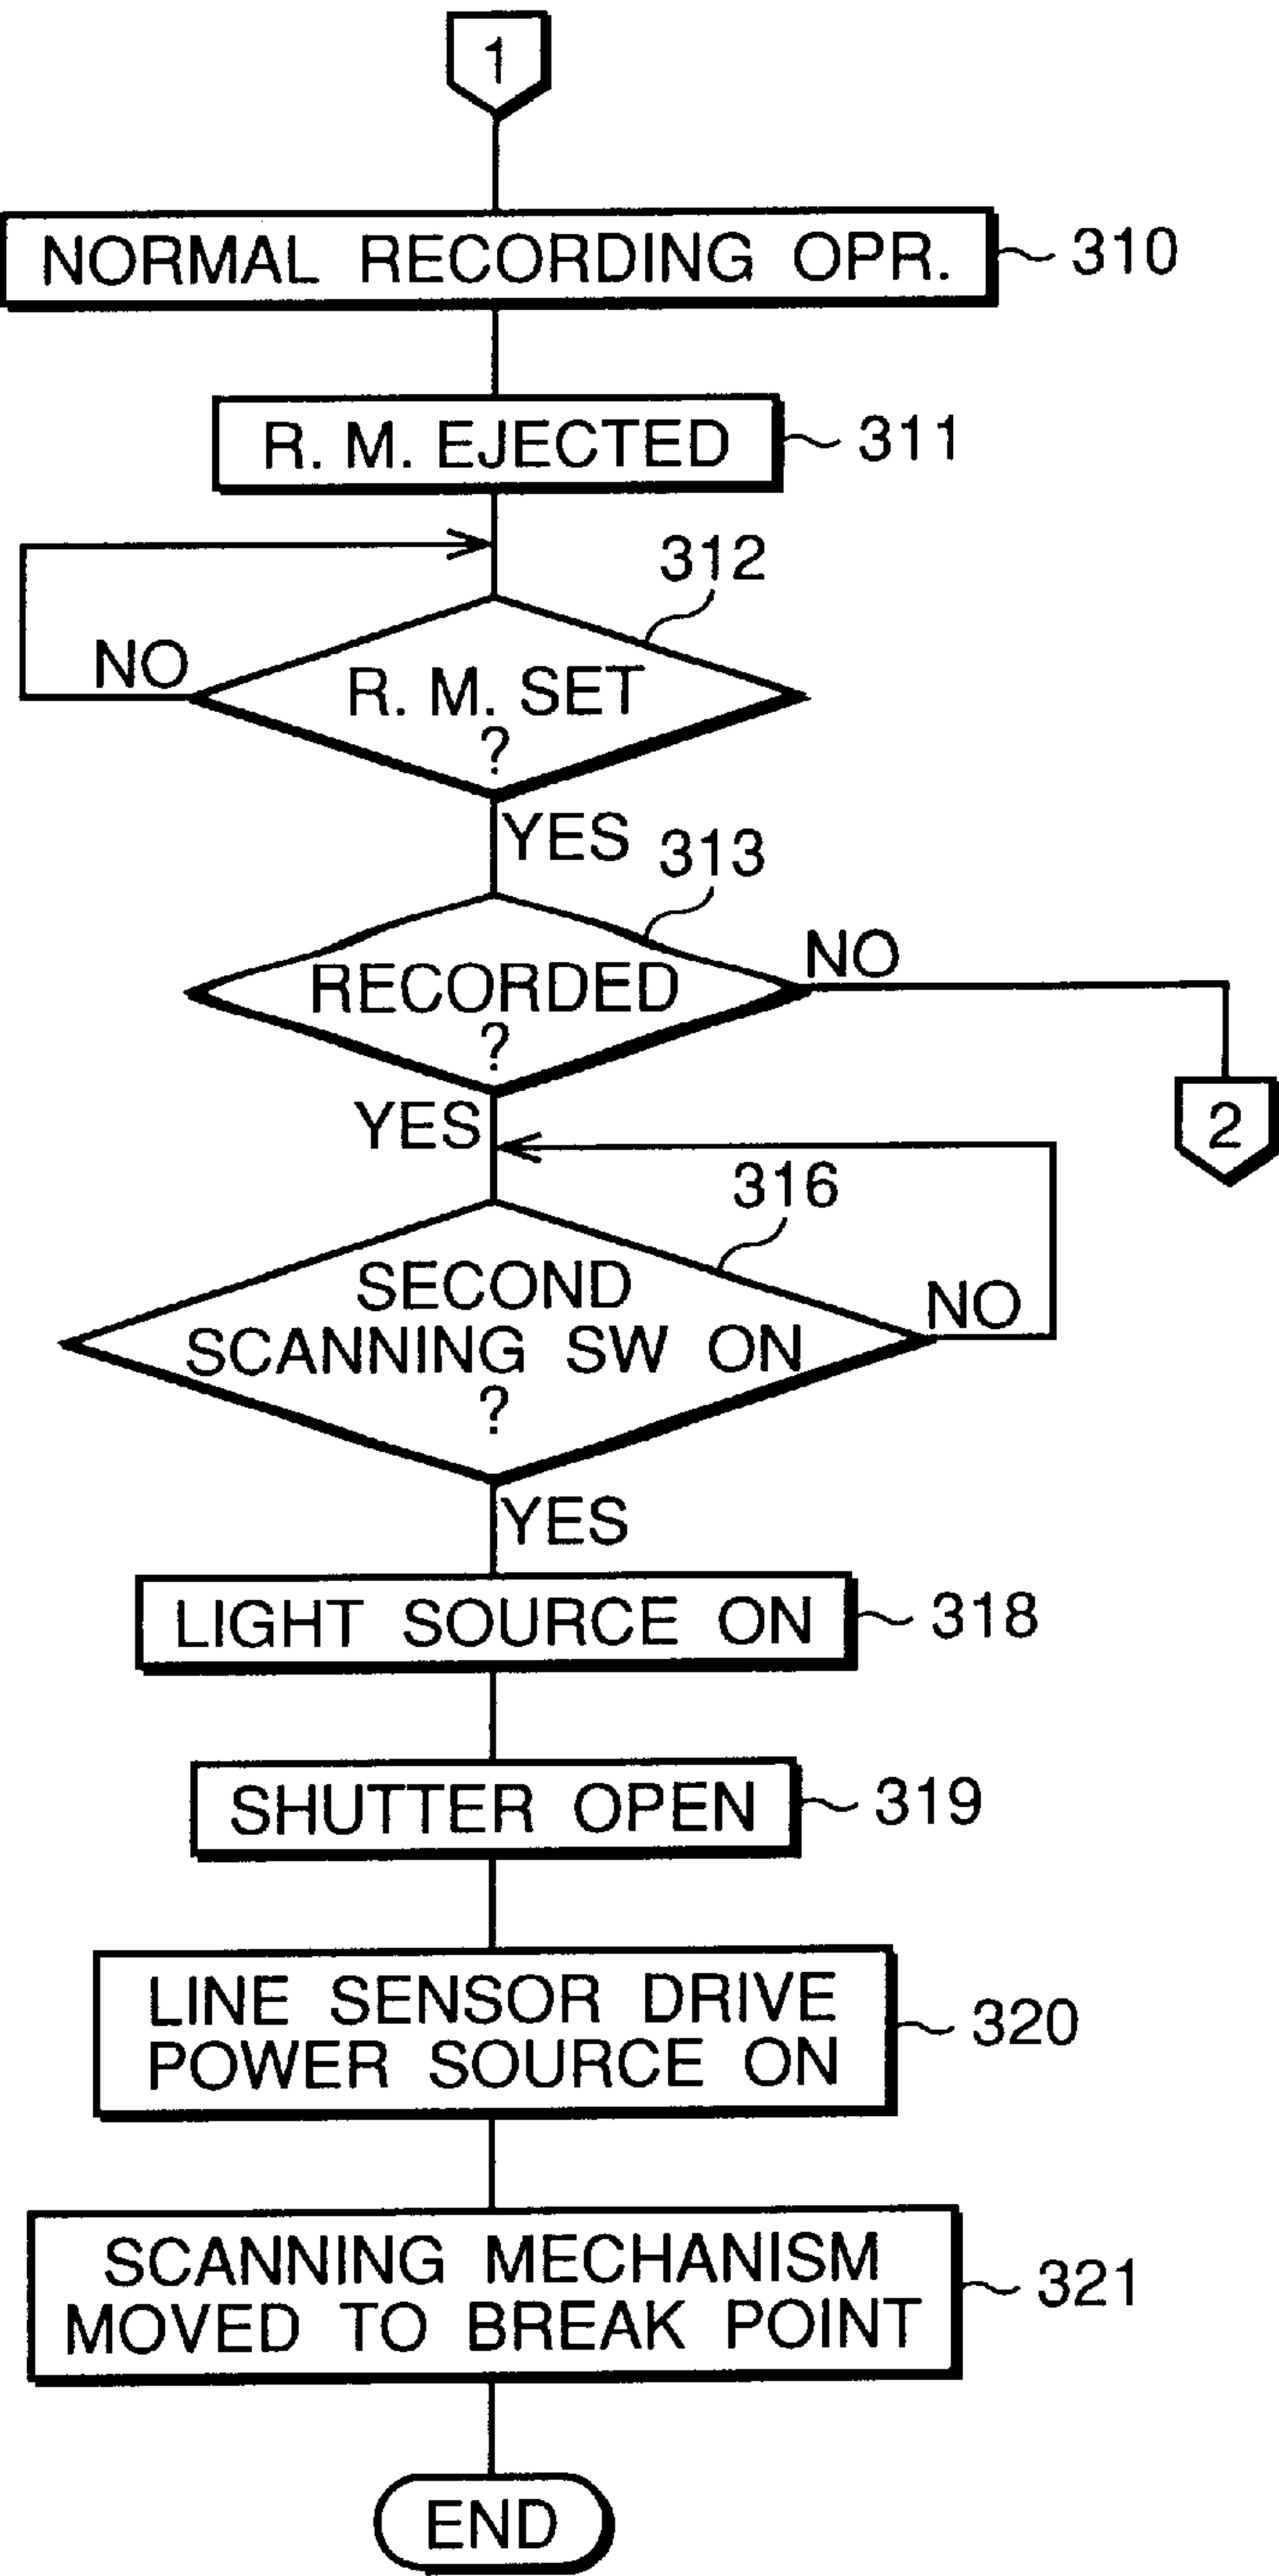 1
NORMAL RECORDING OPR.
310
R. M. EJECTED
311
312
NO
R. M. SET
?
YES
313
NO
RECORDED
?
2
YES
316
SECOND
NO
SCANNING SW ON
?
YES
LIGHT SOURCE ON
318
SHUTTER OPEN
319
LINE SENSOR DRIVE
POWER SOURCE ON
320
SCANNING MECHANISM
MOVED TO BREAK POINT
321
END